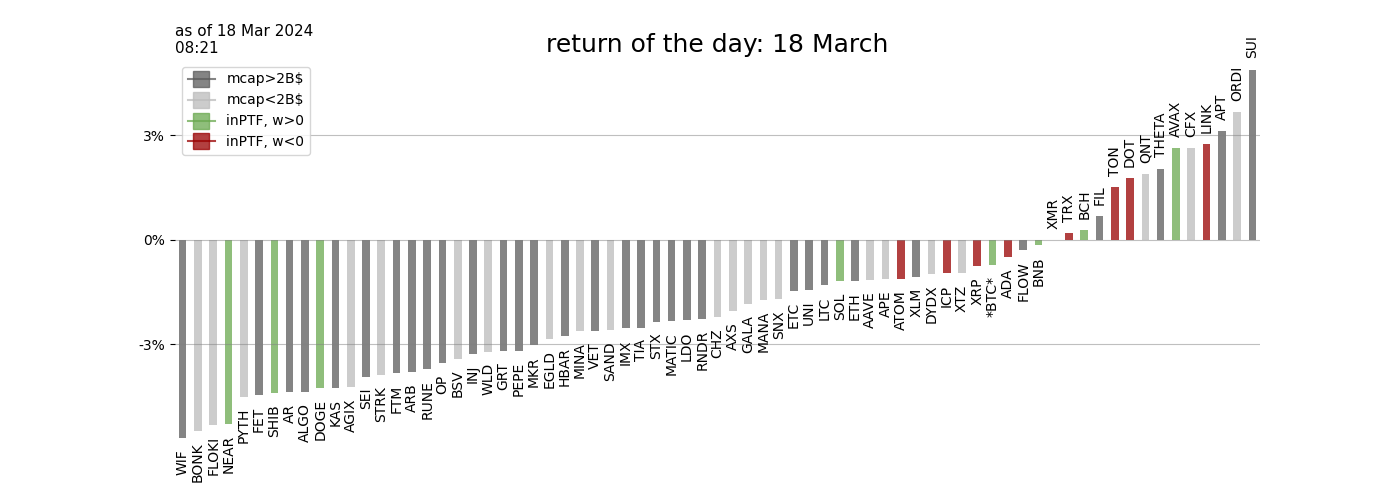 as of 18 Mar 2024
08:21
return of the day: 18 March
mcap>2B$
mcap<2B$
inPTF, w>0
inPTF, w<0
3%
0%
-3%
WIF
BONK
FLOKI
NEAR
PYTH
FET
SHIB
AR
ALGO
DOGE
KAS
AGIX
SEI
STRK
FTM
ARB
RUNE
OP
BSV
INJ
WLD
GRT
PEPE
MKR
EGLD
HBAR
MINA
VET
SAND
IMX
TIA
STX
MATIC
LDO
RNDR
CHZ
AXS
GALA
MANA
SNX
ETC
UNI
LTC
SOL
ETH
AAVE
APE
ATOM
XLM
DYDX
ICP
XTZ
XRP
*BTC*
ADA
FLOW
BNB
XMR
TRX
BCH
FIL
TON
DOT
QNT
THETA
AVAX
CFX
LINK
APT
ORDI
SUI